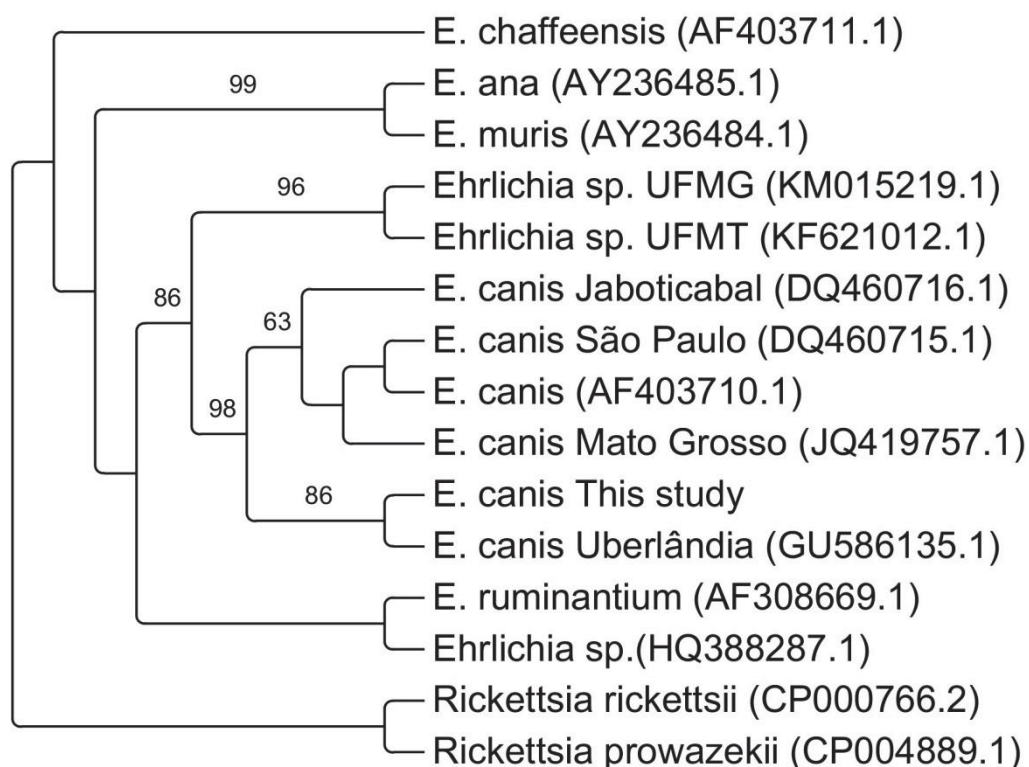 E. chaffeensis (AF403711.1)
99
E. ana (AY236485.1)
E. muris (AY236484.1)
96
Ehrlichia sp. UFMG (KM015219.1)
Ehrlichia sp. UFMT (KF621012.1)
86
63
E. canis Jaboticabal (DQ460716.1)
E. canis São Paulo (DQ460715.1)
E. canis (AF403710.1)
98
E. canis Mato Grosso (JQ419757.1)
86
E. canis This study
E. canis Uberlândia (GU586135.1)
E. ruminantium (AF308669.1)
Ehrlichia sp.(HQ388287.1)
Rickettsia rickettsii (CP000766.2)
Rickettsia prowazekii (CP004889.1)